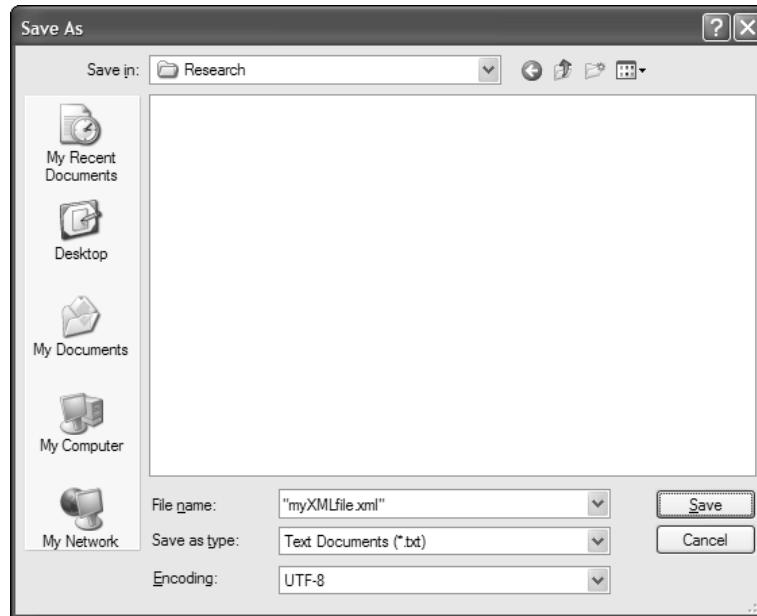 Save As
Save in: Research
My Recent
Documents
Desktop
My Documents
My Computer
My Network
File name: "myXMLfile.xml" Save
Save as type: Text Documents (*.txt) Cancel
Encoding: UTF-8